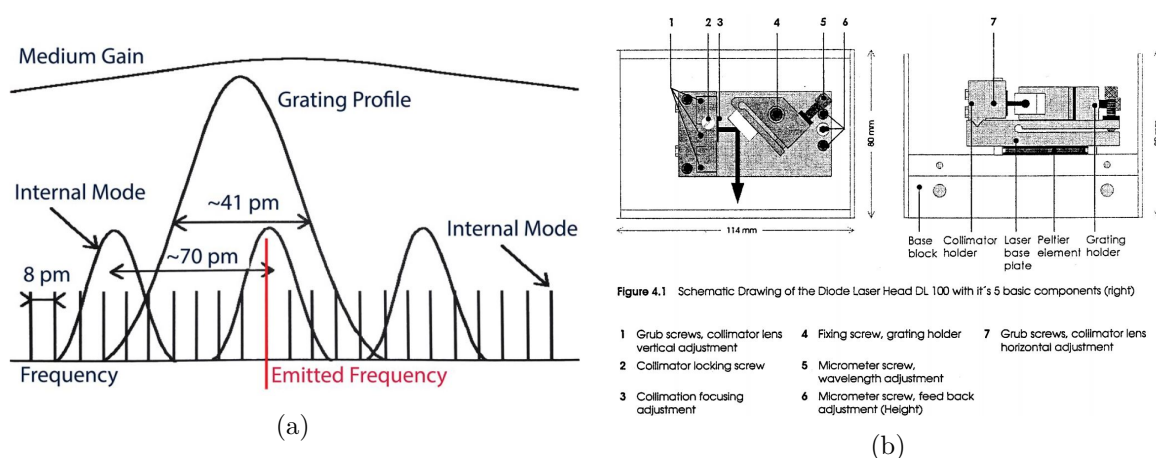 Medium Gain
Grating Profile
Internal Mode
~41 pm
Internal Mode
~70 pm
8 pm
Frequency
Emitted Frequency
(a)
1 2 3 4 5 6 7
80 mm
114 mm
Base block
Collimator holder
Laser base plate
Peltier element
Grating holder
Figure 4.1 Schematic Drawing of the Diode Laser Head DL 100 with it´s 5 basic components (right)
1 Grub screws, collimator lens vertical adjustment
2 Collimator locking screw
3 Collimation focusing adjustment
4 Fixing screw, grating holder
5 Micrometer screw, wavelength adjustment
6 Micrometer screw, feed back adjustment (Height)
7 Grub screws, collimator lens horizontal adjustment
(b)